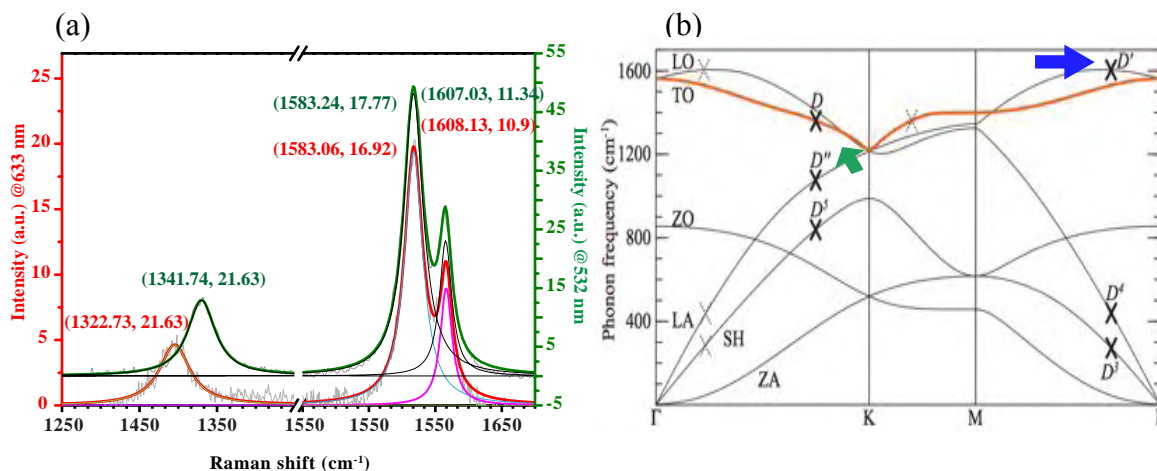 (a)
(b)
Intensity (a.u.) @633 nm
25
20
15
10
5
0
(1583.24, 17.77)
(1607.03, 11.34)
(1583.06, 16.92)
(1608.13, 10.9)
(1341.74, 21.63)
(1322.73, 21.63)
55
45
35
25
15
5
-5
Intensity (a.u.) @532 nm
1250 1450 1350 1550 1550 1650
Raman shift (cm⁻¹)
Phonon frequency (cm⁻¹)
1600
1200
800
400
LO
TO
ZO
LA
SH
ZA
D
D'
D''
D⁵
D⁴
D³
Γ K M